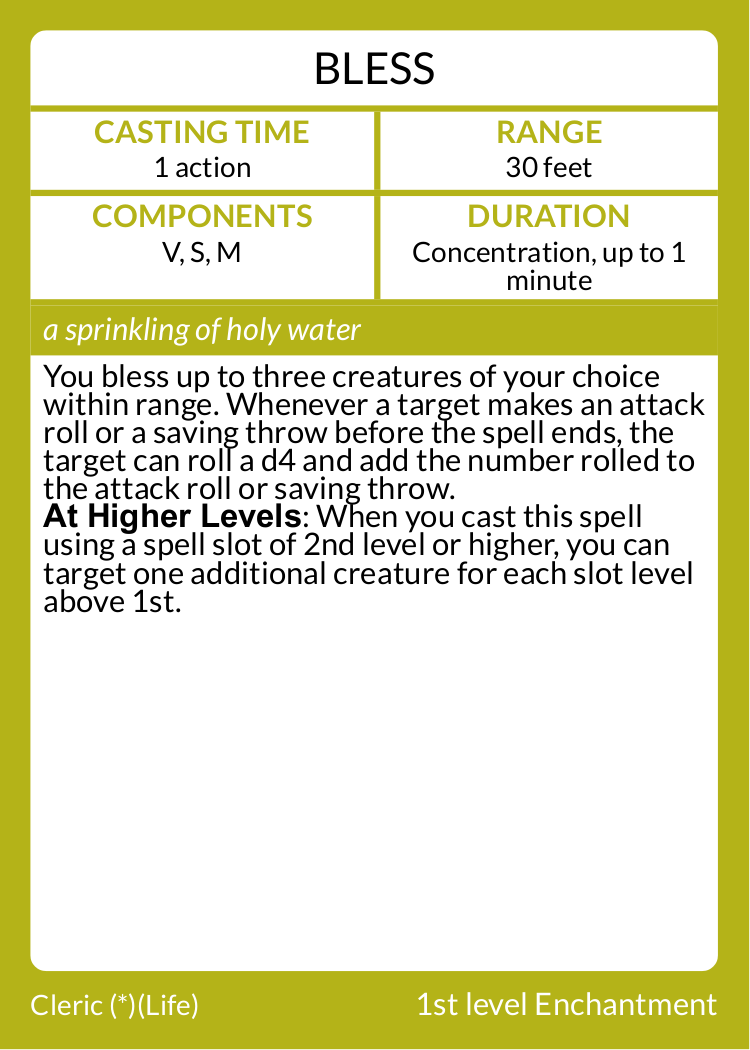 BLESS
CASTING TIME
1 action
RANGE
30 feet
COMPONENTS
V, S, M
DURATION
Concentration, up to 1
minute
a sprinkling of holy water
You bless up to three creatures of your choice
within range. Whenever a target makes an attack
roll or a saving throw before the spell ends, the
target can roll a d4 and add the number rolled to
the attack roll or saving throw.
At Higher Levels: When you cast this spell
using a spell slot of 2nd level or higher, you can
target one additional creature for each slot level
above 1st.
Cleric (*)(Life)
1st level Enchantment